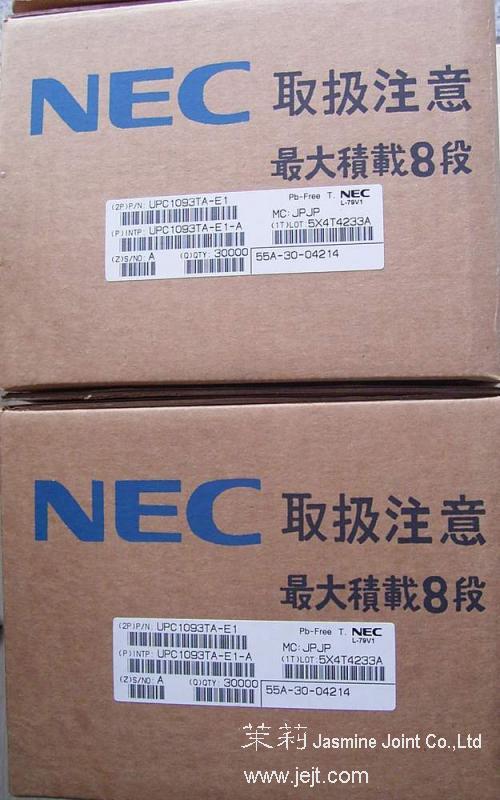 NEC 取扱注意
最大積載8段
(2P)P/N: UPC1093TA-E1
Pb-Free T. NEC
L-79V1
(P)INTP: UPC1093TA-E1-A
MC: JPJP
(1T)LOT: 5X4T4233A
(Z)S/NO: A (Q)QTY: 30000
55A-30-04214
NEC 取扱注意
最大積載8段
(2P)P/N: UPC1093TA-E1
Pb-Free T. NEC
L-79V1
(P)INTP: UPC1093TA-E1-A
MC: JPJP
(1T)LOT: 5X4T4233A
(Z)S/NO: A (Q)QTY: 30000
55A-30-04214
茉莉 Jasmine Joint Co.,Ltd
www.jejt.com